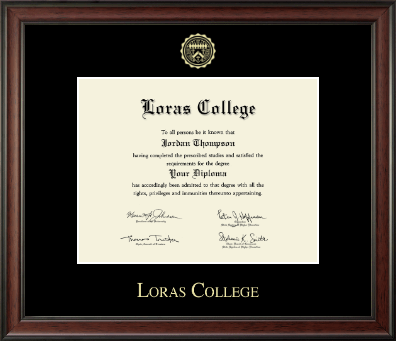 Loras College
To all persons be it known that
Jordan Thompson
having completed the prescribed studies and satisfied the
requirements for the degree
Your Diploma
has accordingly been admitted to that degree with all the
rights, privileges and immunities thereunto appertaining.
LORAS COLLEGE